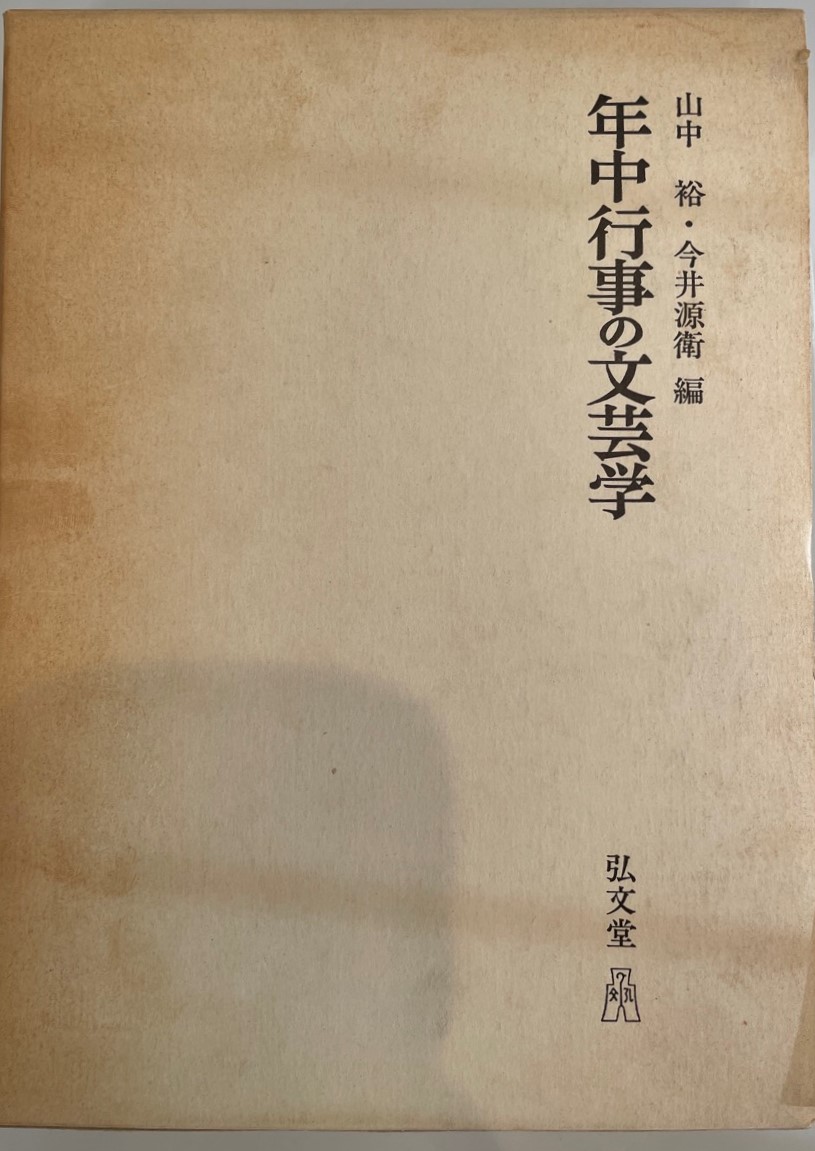 山中 裕・今井源衛 編
年中行事の文芸学
弘文堂